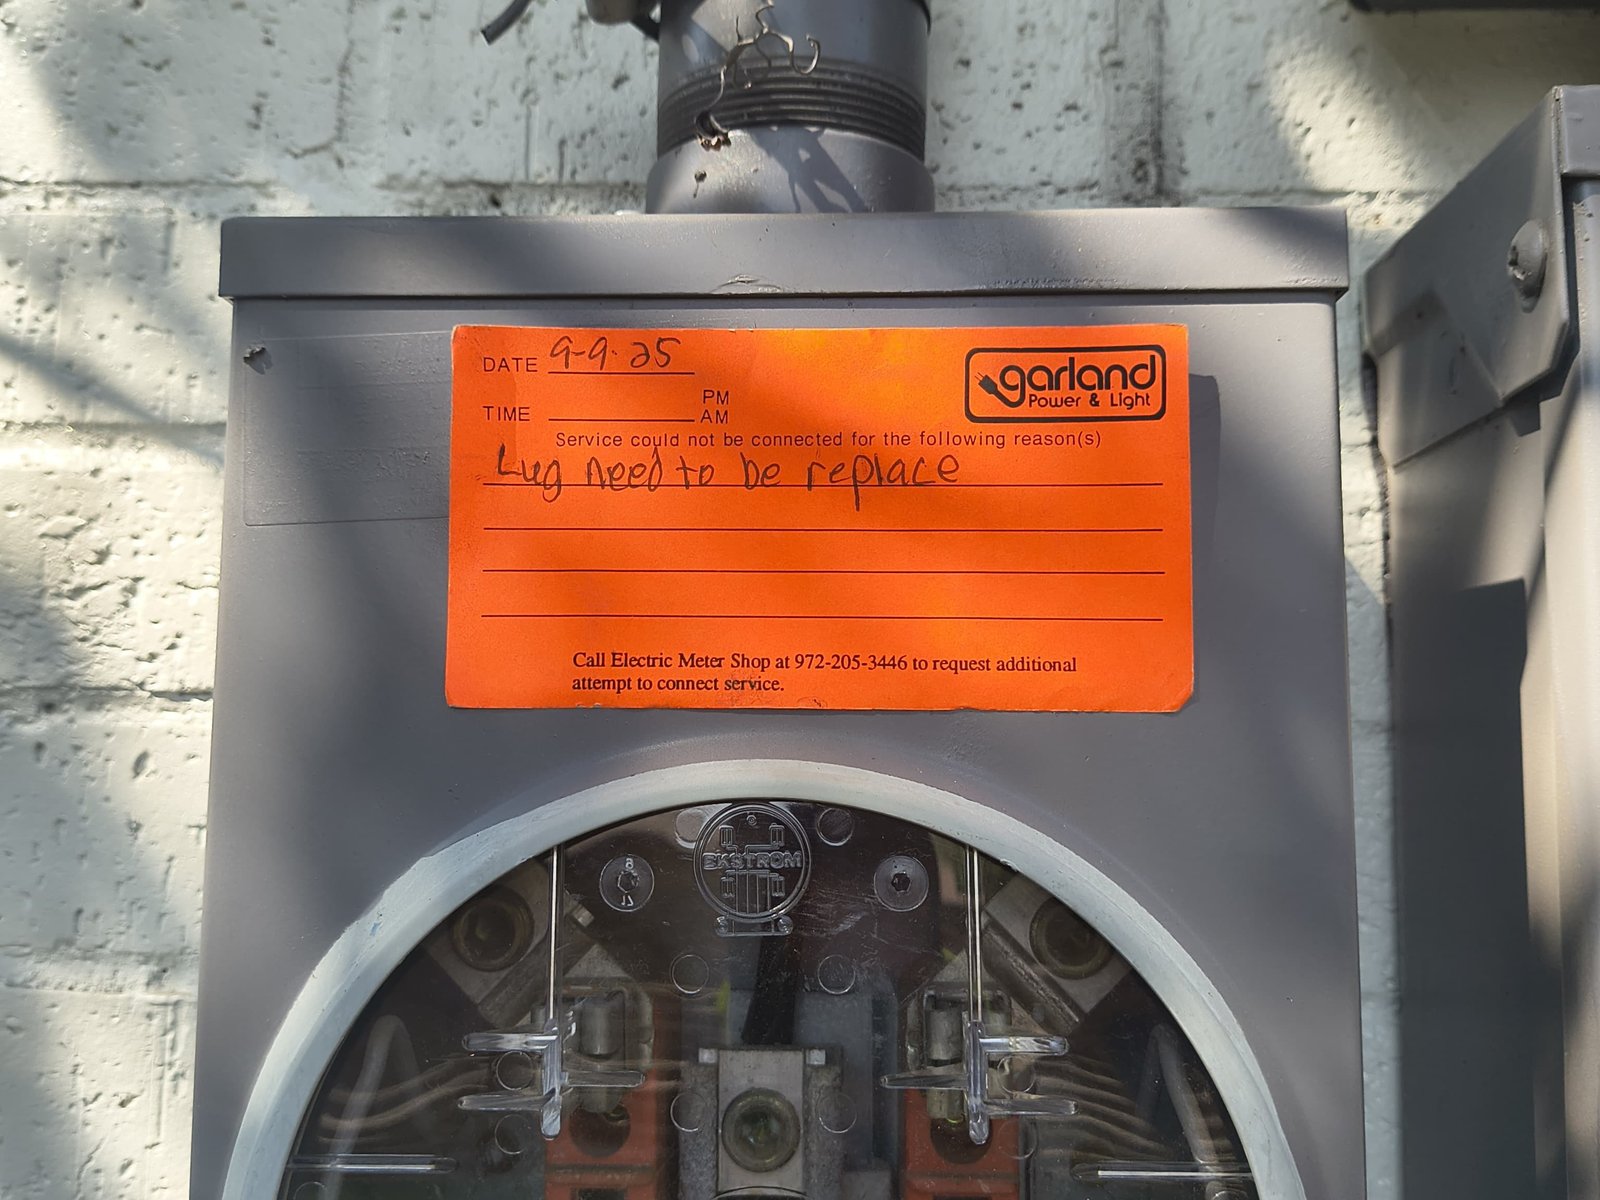 DATE 9-9-25
garland
Power & Light
PM
TIME AM
Service could not be connected for the following reason(s)
Lug need to be replace
Call Electric Meter Shop at 972-205-3446 to request additional
attempt to connect service.
EKSTROM